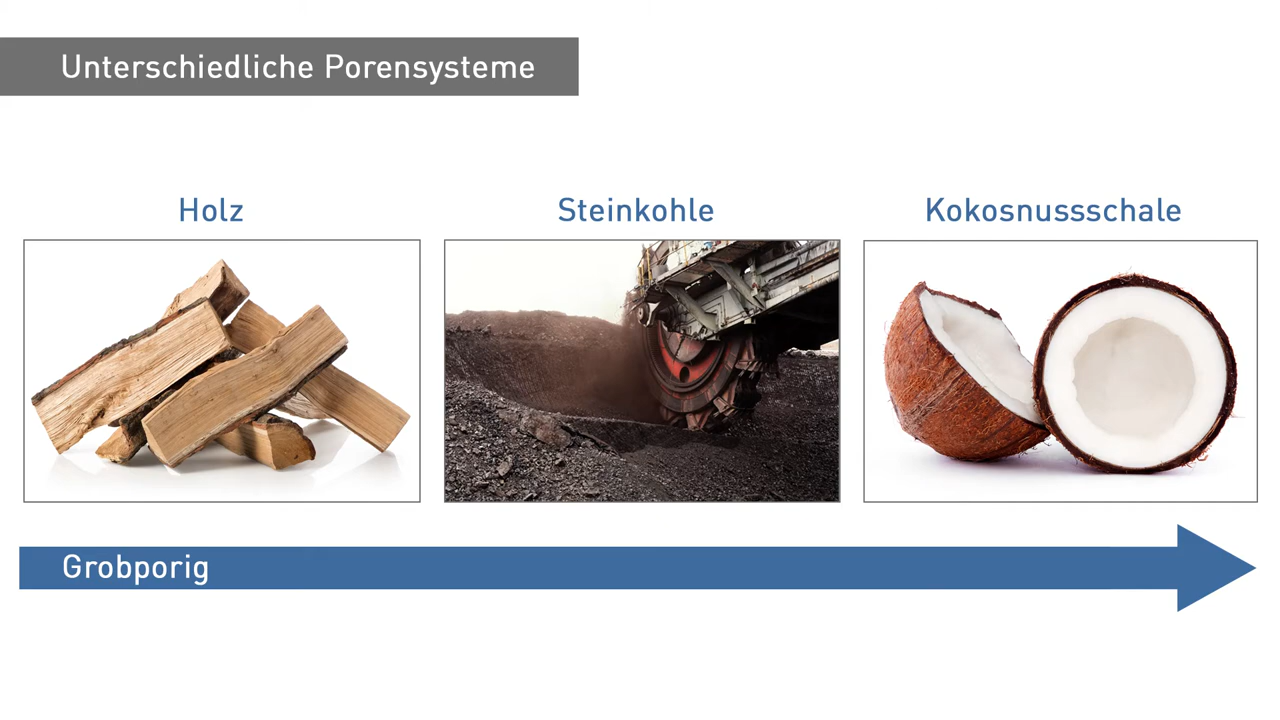 Unterschiedliche Porensysteme
Holz
Steinkohle
Kokosnussschale
Grobporig